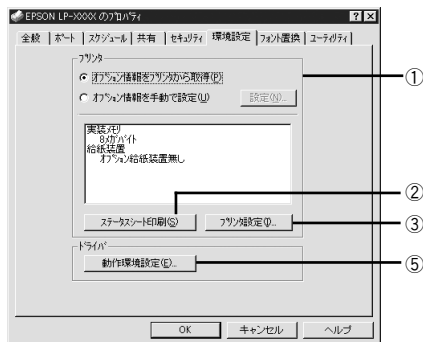 EPSON LP-XXXX のプロパティ
全般 ポート スケジュール 共有 セキュリティ 環境設定 フォント置換 ユーティリティ
プリンタ
オプション情報をプリンタから取得(P)
①
オプション情報を手動で設定(U) 設定(N)...
実装メモリ
8メガバイト
給紙装置
オプション給紙装置無し
②
ステータスシート印刷(S) プリンタ設定(I)...
③
ドライバ
動作環境設定(E)...
⑤
OK キャンセル ヘルプ